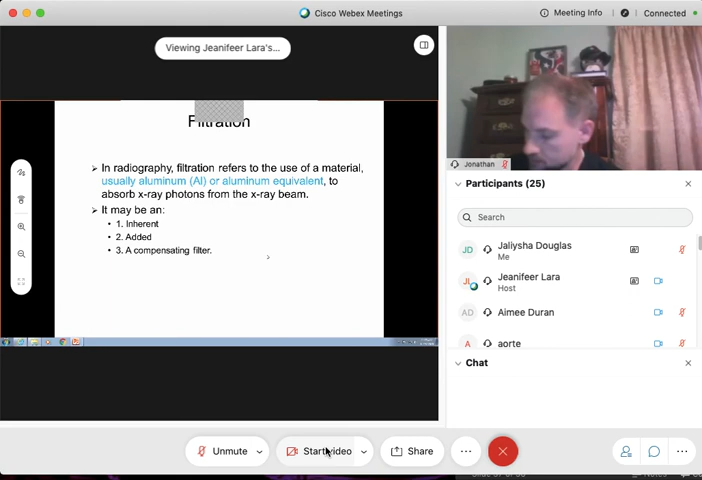 Cisco Webex Meetings
Meeting Info
Connected
Viewing Jeanifeer Lara's...
Filtration
➢ In radiography, filtration refers to the use of a material,
usually aluminum (Al) or aluminum equivalent, to
absorb x-ray photons from the x-ray beam.
➢ It may be an:
• 1. Inherent
• 2. Added
• 3. A compensating filter.
Jonathan
Participants (25)
Search
JD
Jaliysha Douglas
Me
Jeanifeer Lara
Host
AD
Aimee Duran
A
aorte
Chat
Unmute
Start video
Share